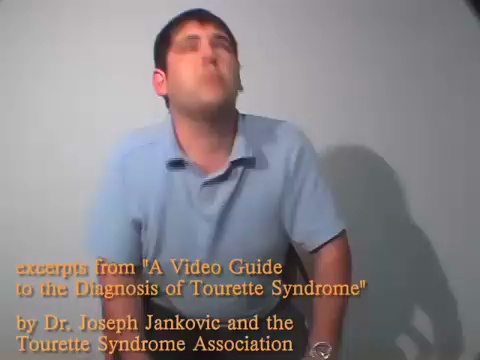 excerpts from "A Video Guide
to the Diagnosis of Tourette Syndrome"
by Dr. Joseph Jankovic and the
Tourette Syndrome Association